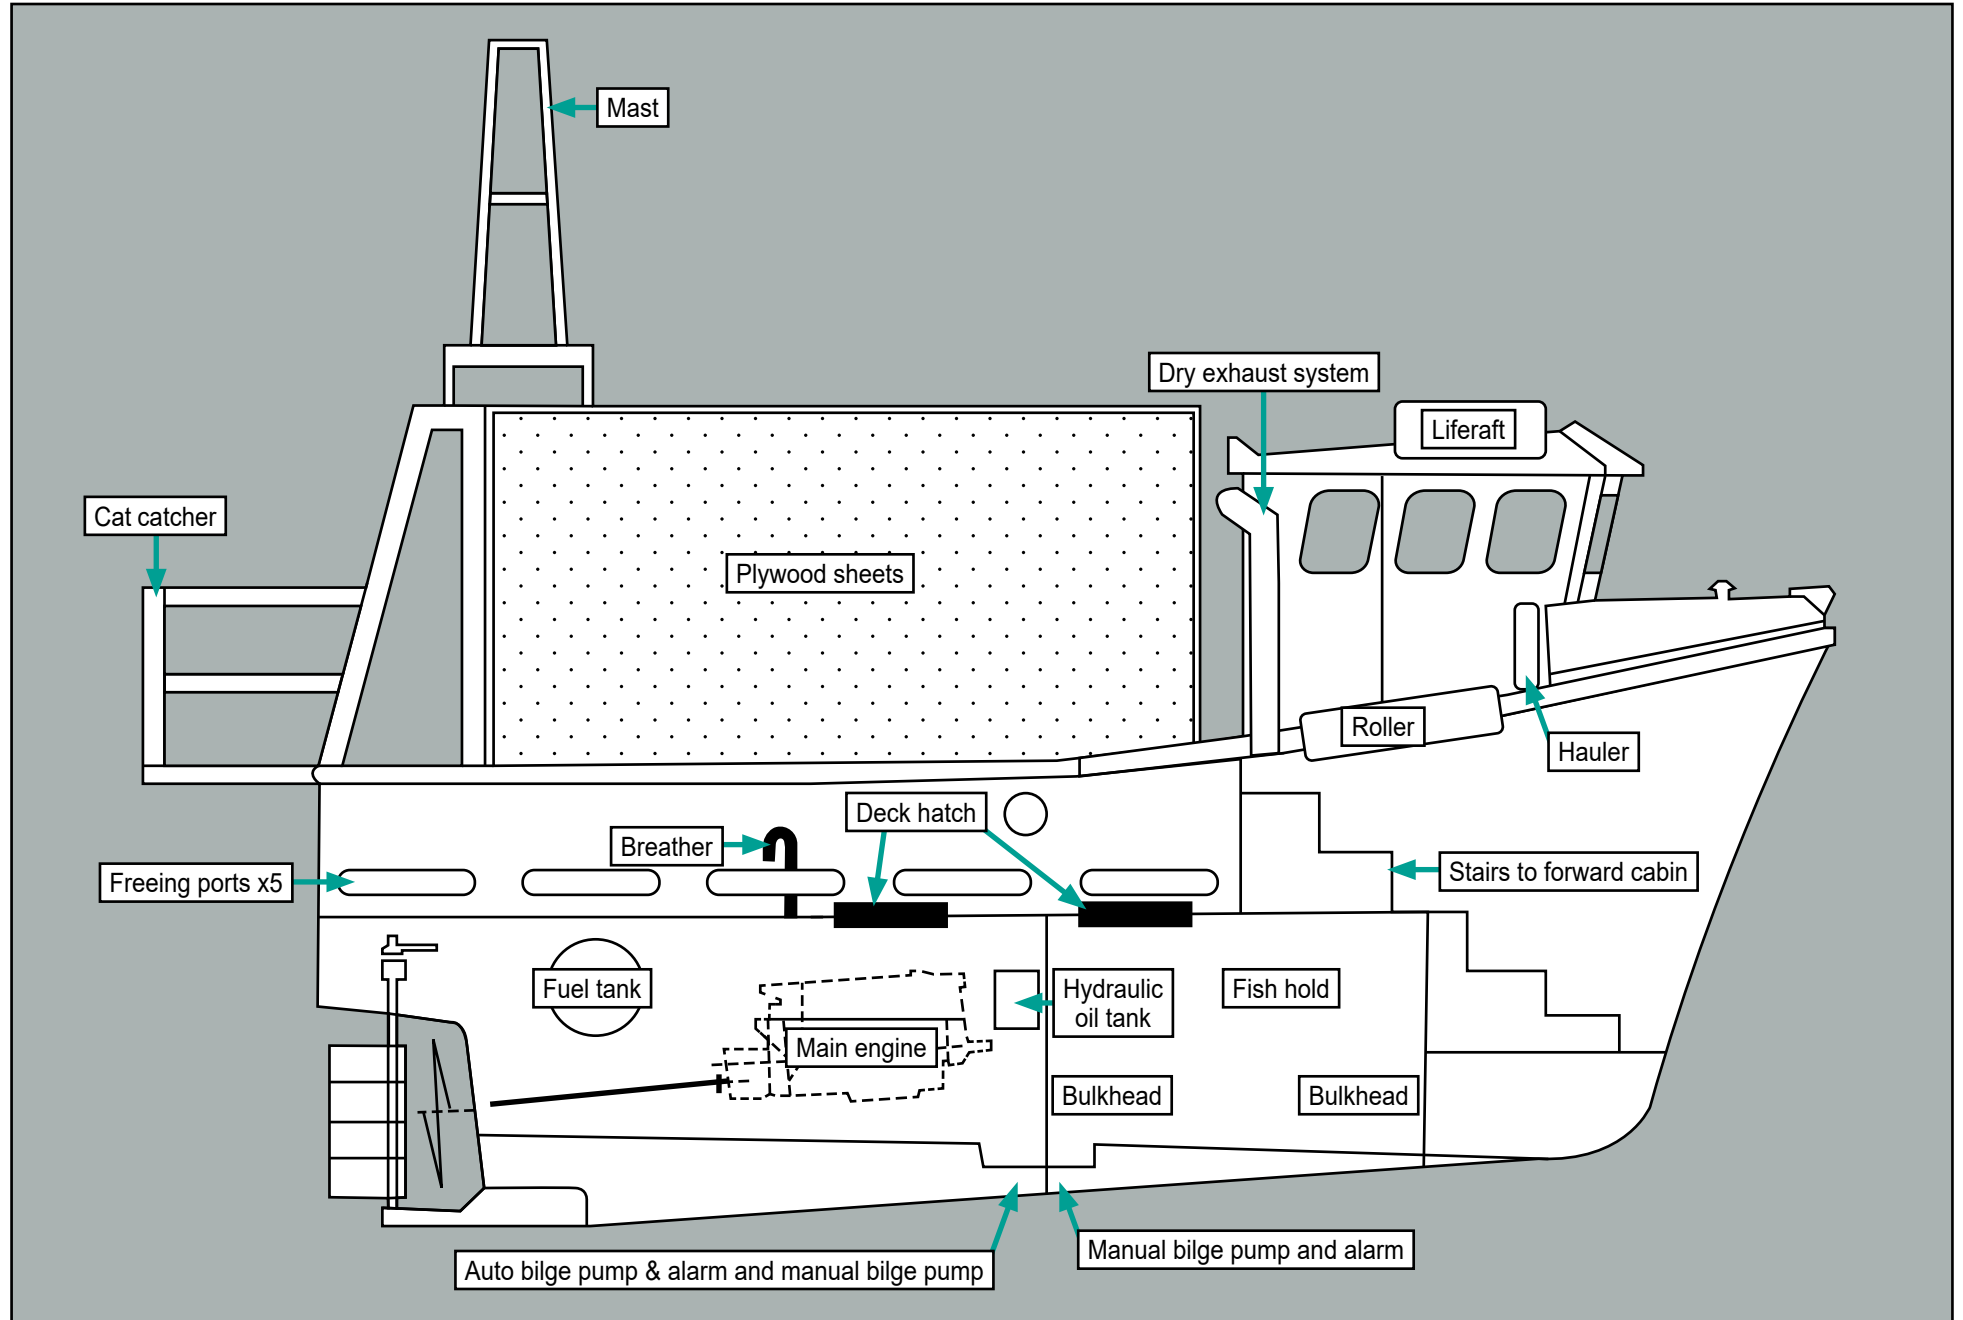 Mast
Dry exhaust system
Liferaft
Cat catcher
Plywood sheets
Roller
Hauler
Deck hatch
Breather
Freeing ports x5
Stairs to forward cabin
Fuel tank
Hydraulic
oil tank
Fish hold
Main engine
Bulkhead
Bulkhead
Manual bilge pump and alarm
Auto bilge pump & alarm and manual bilge pump